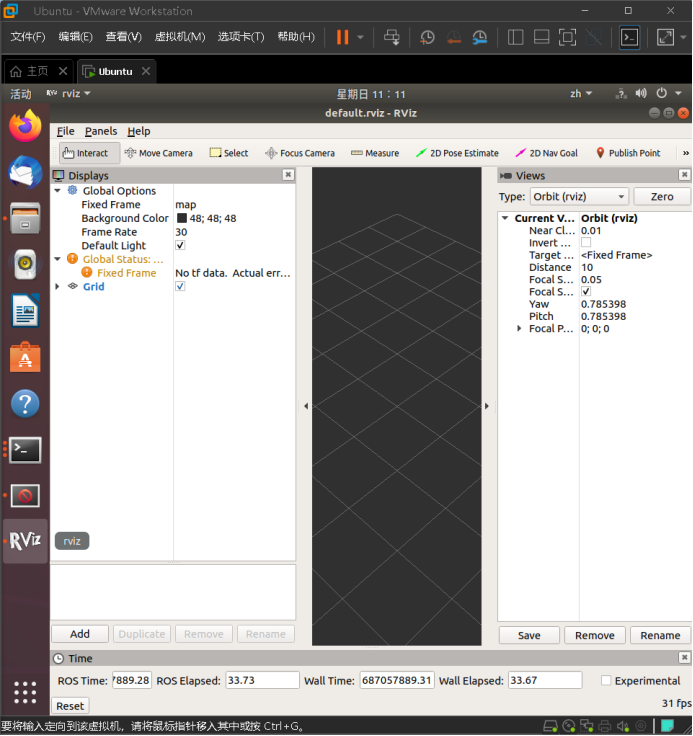 Ubuntu - VMware Workstation
文件(F) 编辑(E) 查看(V) 虚拟机(M) 选项卡(T) 帮助(H)
主页 Ubuntu
活动 RViz rviz 星期日 11：11 zh
default.rviz - RViz
File Panels Help
Interact Move Camera Select Focus Camera Measure 2D Pose Estimate 2D Nav Goal Publish Point »
Displays
Global Options
Fixed Frame map
Background Color 48; 48; 48
Frame Rate 30
Default Light ✓
Global Status: ...
Fixed Frame No tf data. Actual err...
Grid ✓
Views
Type: Orbit (rviz) Zero
Current V... Orbit (rviz)
Near Cl... 0.01
Invert ...
Target ... <Fixed Frame>
Distance 10
Focal S... 0.05
Focal S... ✓
Yaw 0.785398
Pitch 0.785398
Focal P... 0; 0; 0
RViz
rviz
Add Duplicate Remove Rename
Save Remove Rename
Time
ROS Time: 7889.28 ROS Elapsed: 33.73 Wall Time: 687057889.31 Wall Elapsed: 33.67 Experimental
Reset 31 fps
要将输入定向到该虚拟机，请将鼠标指针移入其中或按 Ctrl+G。